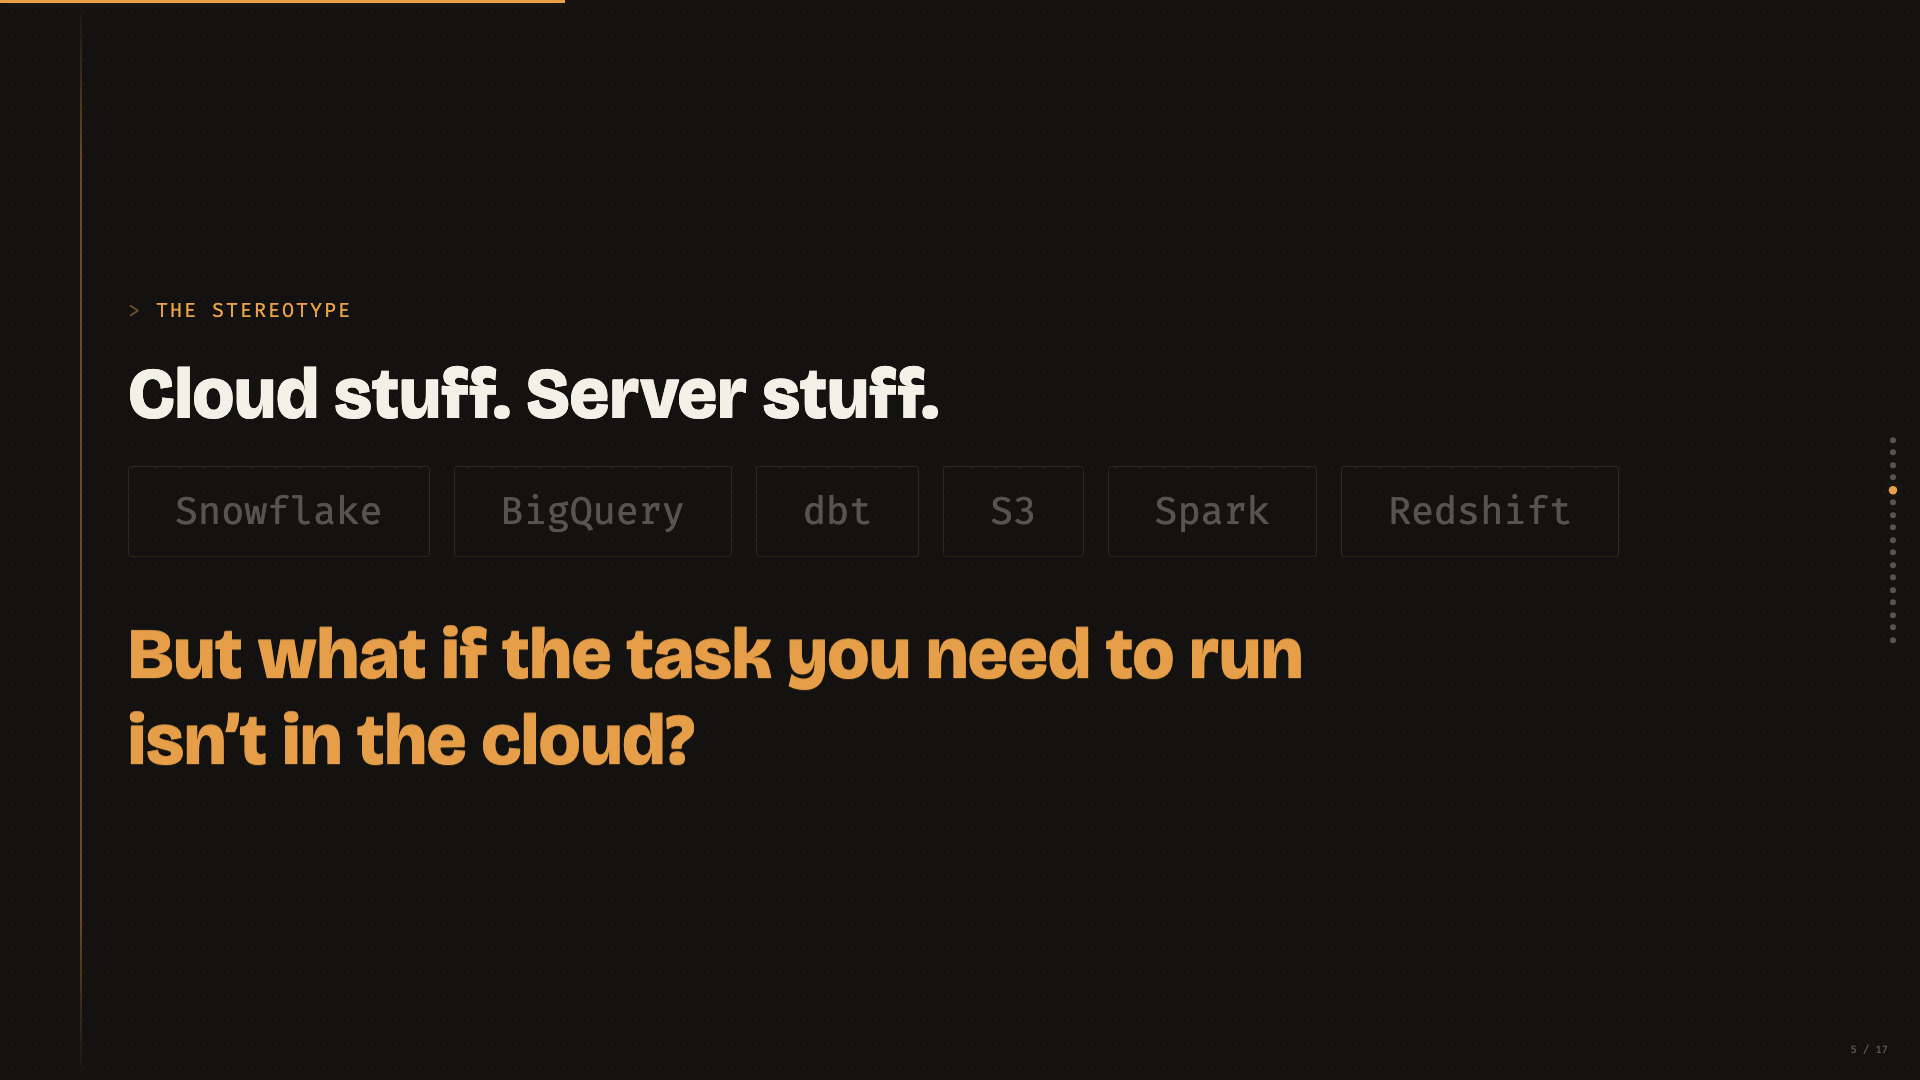 > THE STEREOTYPE
Cloud stuff. Server stuff.
Snowflake BigQuery dbt S3 Spark Redshift
But what if the task you need to run
isn’t in the cloud?
5 / 17